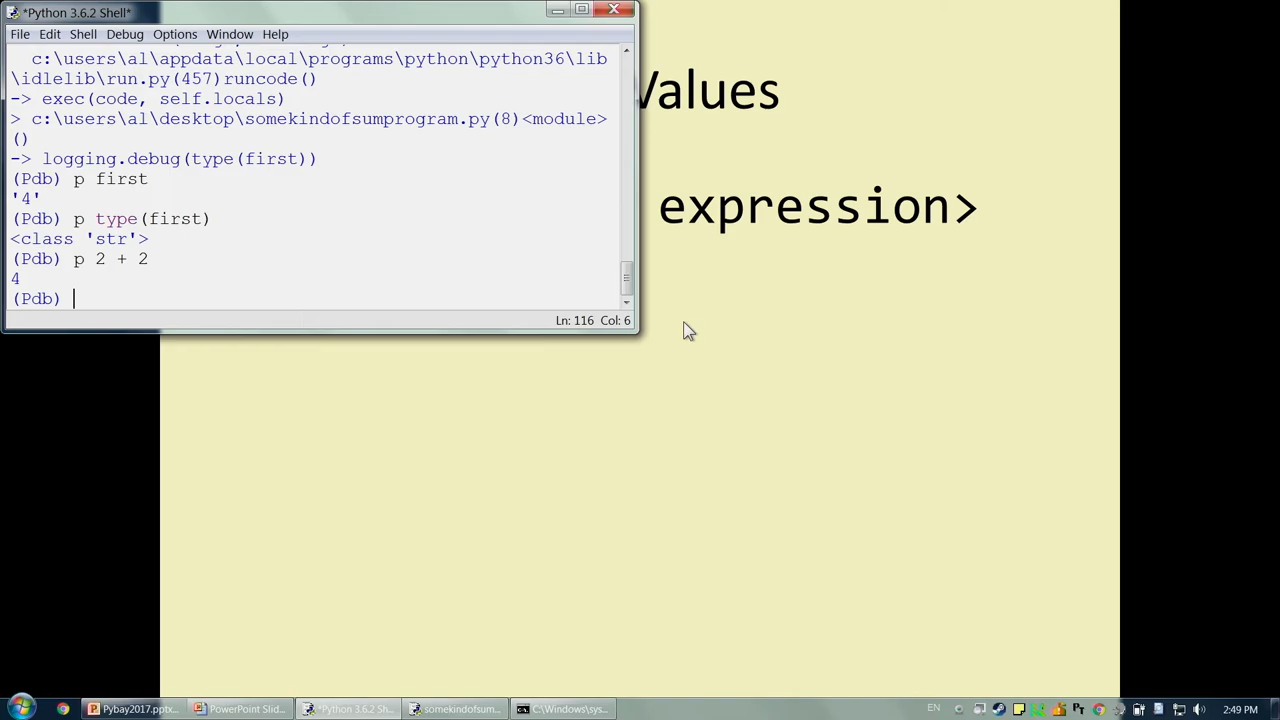 *Python 3.6.2 Shell*
File Edit Shell Debug Options Window Help
c:\users\al\appdata\local\programs\python\python36\lib
\idlelib\run.py(457)runcode()
-> exec(code, self.locals)
> c:\users\al\desktop\somekindofsumprogram.py(8)<module>
()
-> logging.debug(type(first))
(Pdb) p first
'4'
(Pdb) p type(first)
<class 'str'>
(Pdb) p 2 + 2
4
(Pdb)
Ln: 116 Col: 6
Values
expression>
Pybay2017.pptx... PowerPoint Slid... *Python 3.6.2 Sh... somekindofsum... C:\Windows\sys... EN 2:49 PM